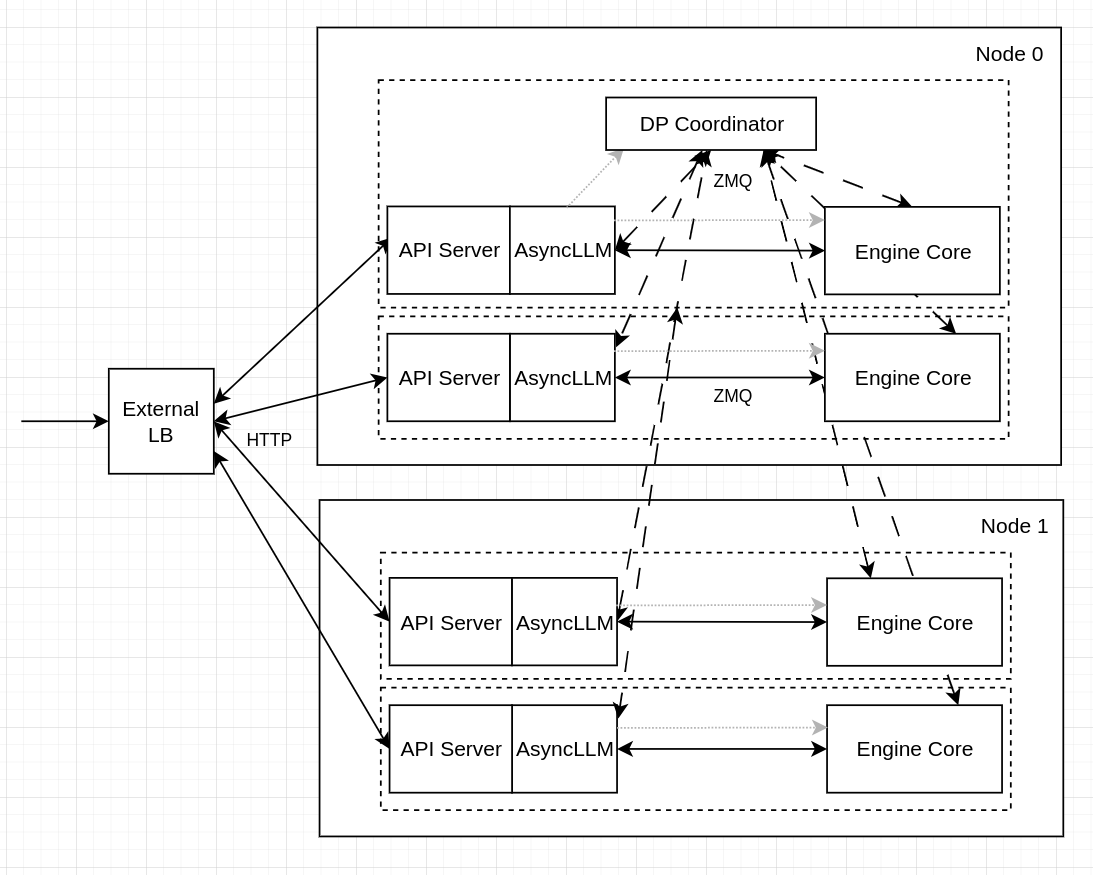 Node 0
DP Coordinator
ZMQ
API Server
AsyncLLM
Engine Core
API Server
AsyncLLM
Engine Core
ZMQ
External
LB
HTTP
Node 1
API Server
AsyncLLM
Engine Core
API Server
AsyncLLM
Engine Core